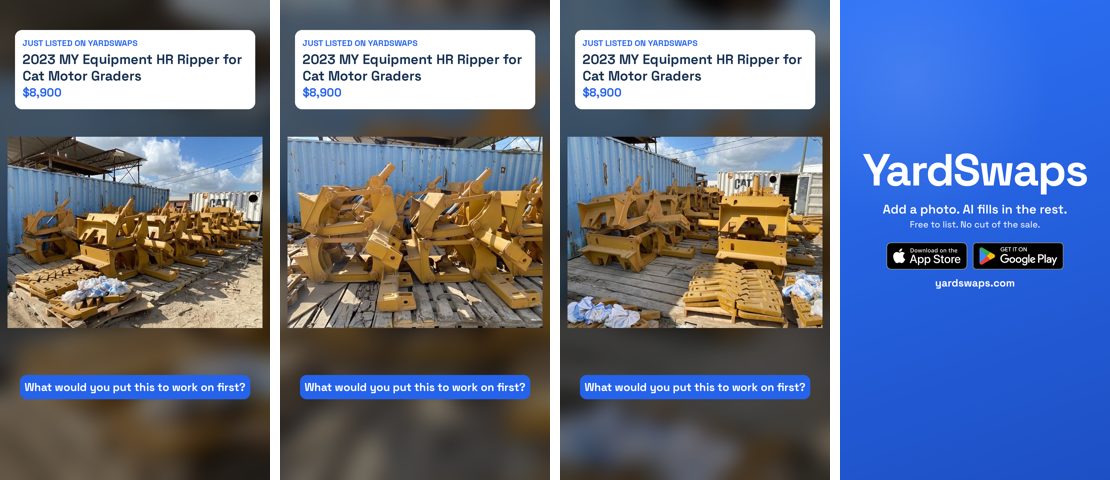 JUST LISTED ON YARDSWAPS
2023 MY Equipment HR Ripper for
Cat Motor Graders
$8,900
CAT
What would you put this to work on first?
JUST LISTED ON YARDSWAPS
2023 MY Equipment HR Ripper for
Cat Motor Graders
$8,900
What would you put this to work on first?
JUST LISTED ON YARDSWAPS
2023 MY Equipment HR Ripper for
Cat Motor Graders
$8,900
CAT
What would you put this to work on first?
YardSwaps
Add a photo. AI fills in the rest.
Free to list. No cut of the sale.
Download on the
App Store
GET IT ON
Google Play
yardswaps.com